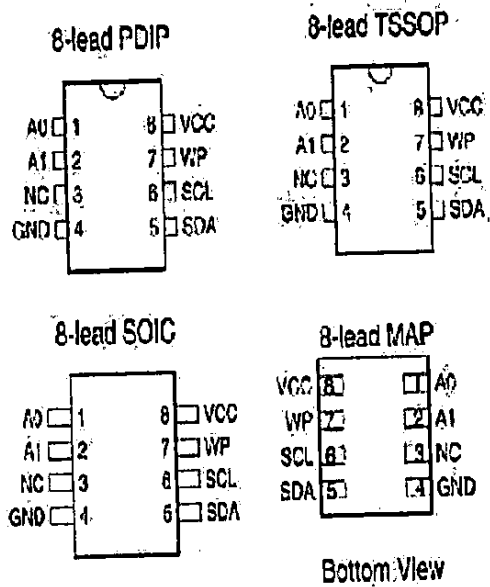 8-lead PDIP
A0 1 8 VCC
A1 2 7 WP
NC 3 6 SCL
GND 4 5 SDA
8-lead TSSOP
A0 1 8 VCC
A1 2 7 WP
NC 3 6 SCL
GND 4 5 SDA
8-lead SOIC
A0 1 8 VCC
A1 2 7 WP
NC 3 6 SCL
GND 4 5 SDA
8-lead MAP
VCC 8 1 A0
WP 7 2 A1
SCL 6 3 NC
SDA 5 4 GND
Bottom View